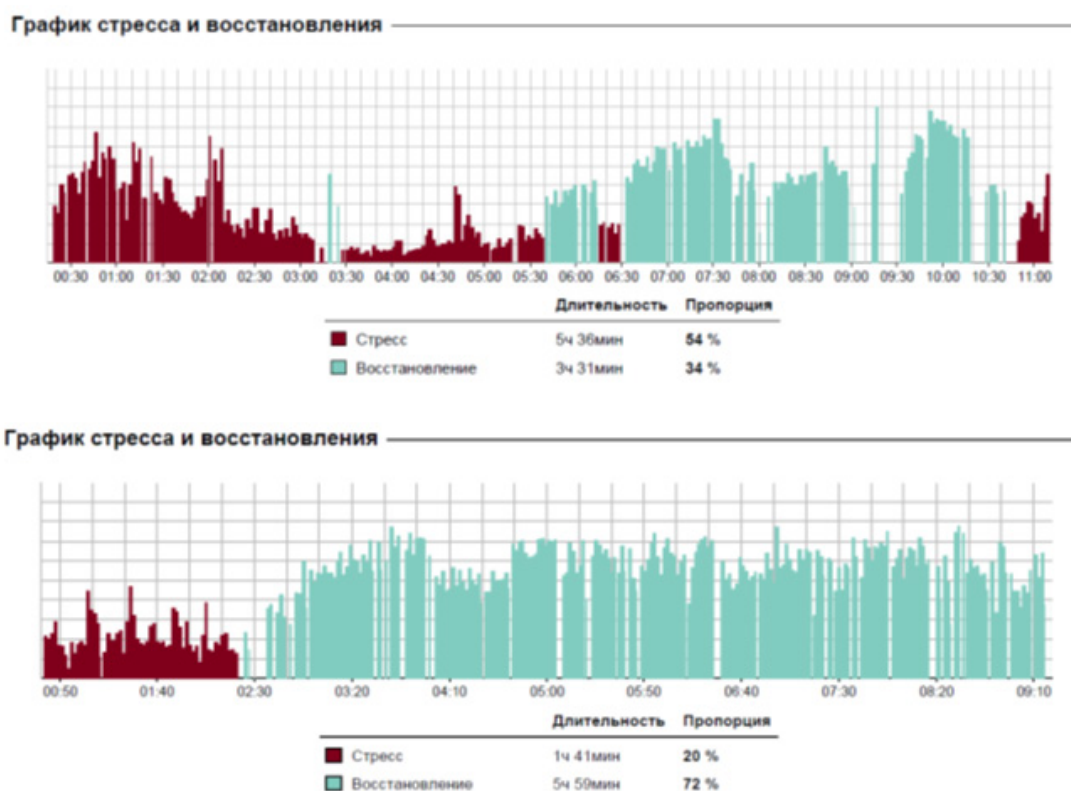 График стресса и восстановления
00:30 01:00 01:30 02:00 02:30 03:00 03:30 04:00 04:30 05:00 05:30 06:00 06:30 07:00 07:30 08:00 08:30 09:00 09:30 10:00 10:30 11:00
Длительность Пропорция
Стресс 5ч 36мин 54 %
Восстановление 3ч 31мин 34 %
График стресса и восстановления
00:50 01:40 02:30 03:20 04:10 05:00 05:50 06:40 07:30 08:20 09:10
Длительность Пропорция
Стресс 1ч 41мин 20 %
Восстановление 5ч 59мин 72 %